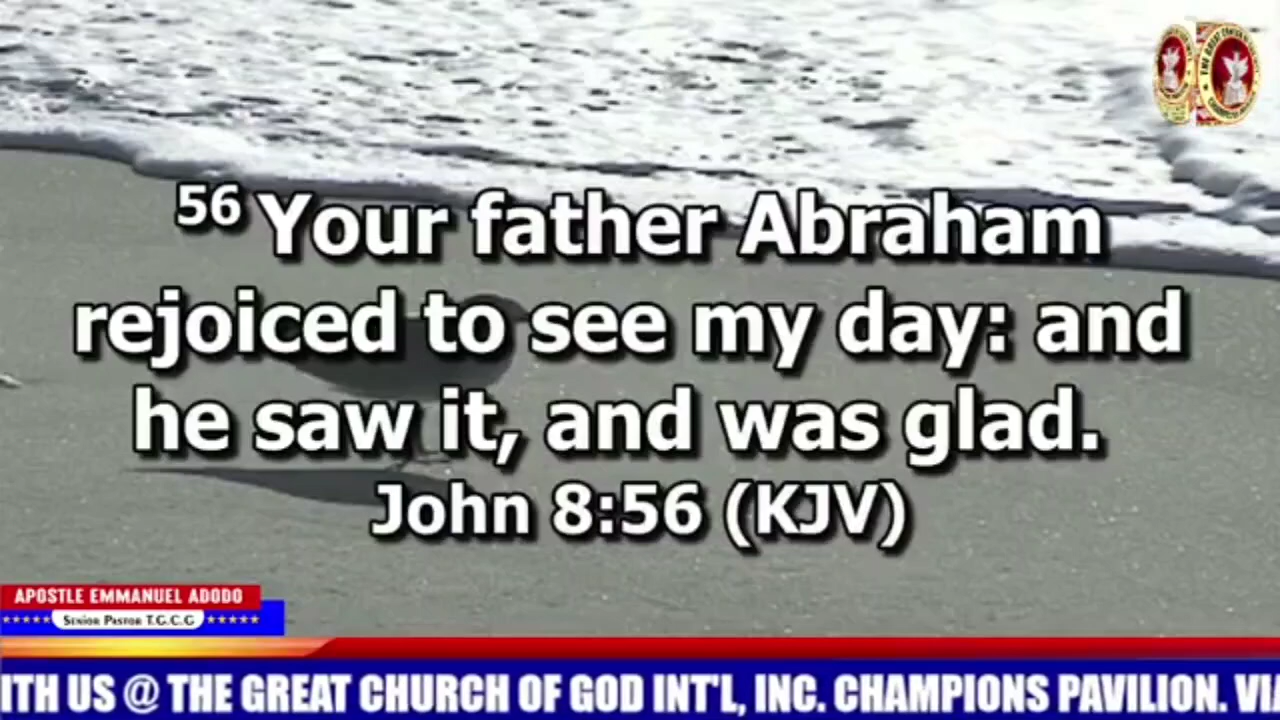 56 Your father Abraham
rejoiced to see my day: and
he saw it, and was glad.
John 8:56 (KJV)
APOSTLE EMMANUEL ADODO
SENIOR PASTOR T.G.C.G
ITH US @ THE GREAT CHURCH OF GOD INT'L, INC. CHAMPIONS PAVILION. VIA